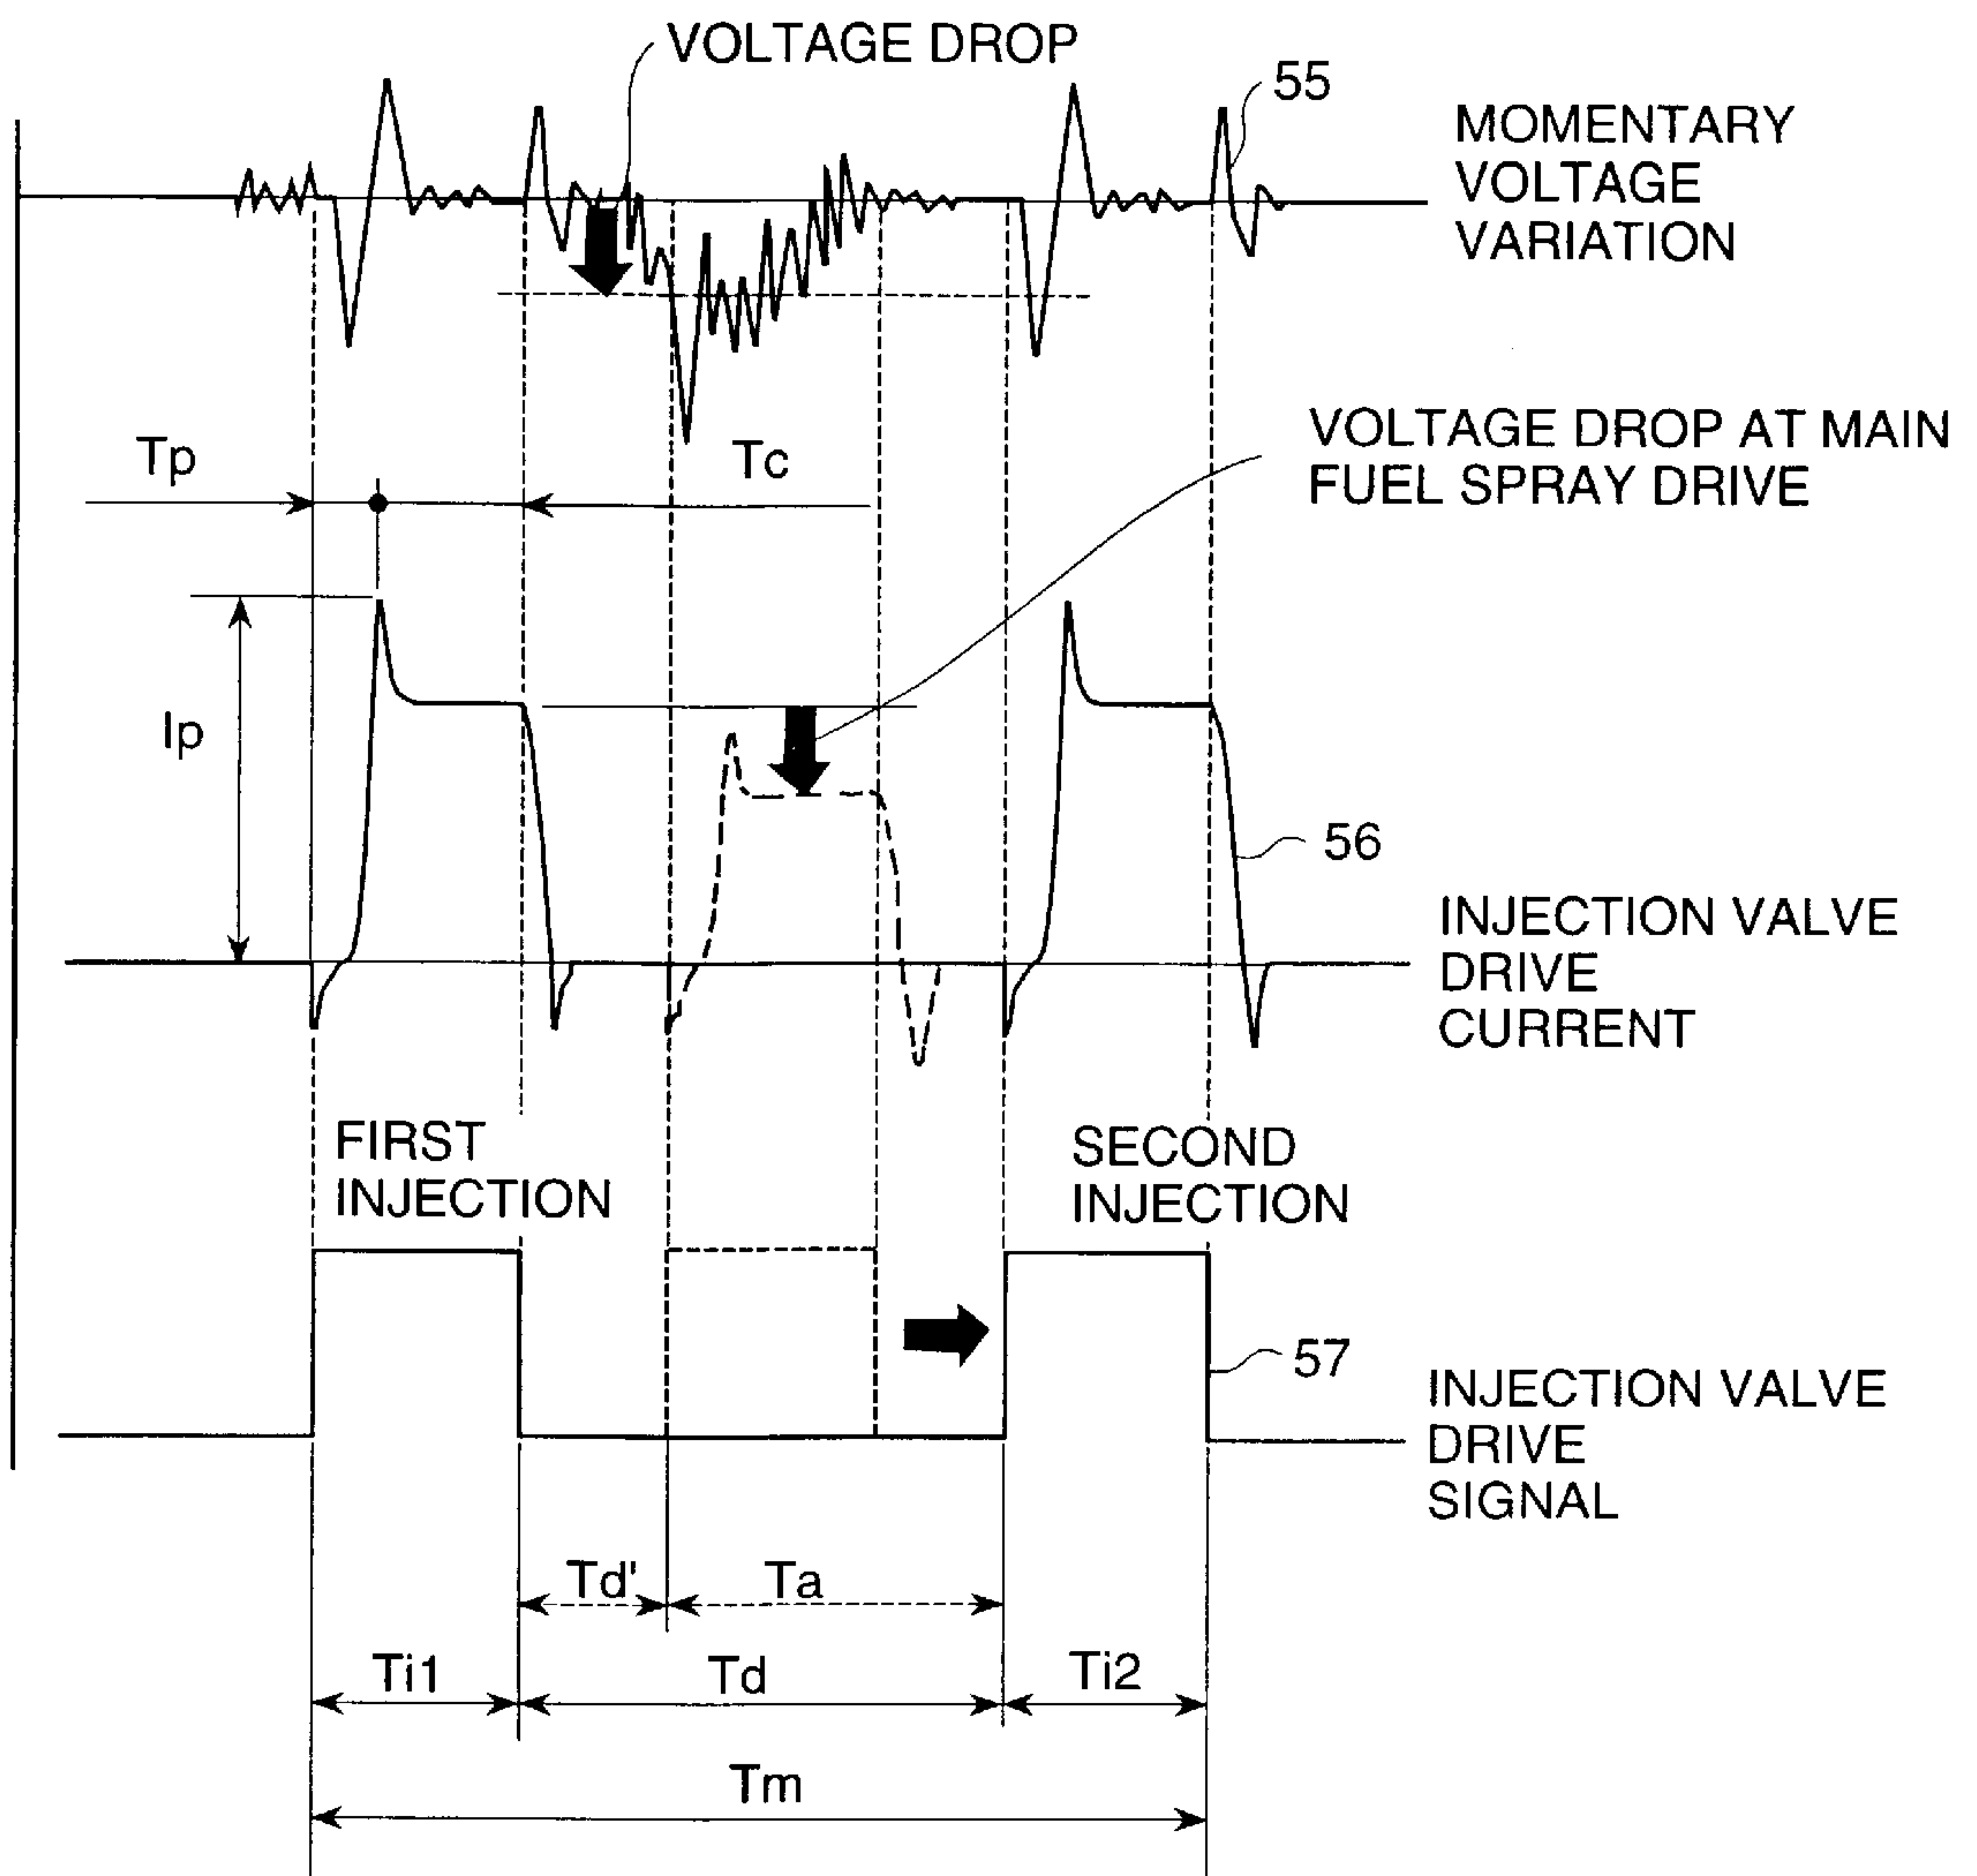 VOLTAGE DROP
55
MOMENTARY
VOLTAGE
VARIATION
VOLTAGE DROP AT MAIN
FUEL SPRAY DRIVE
Tp
Tc
Ip
56
INJECTION VALVE
DRIVE
CURRENT
FIRST
INJECTION
SECOND
INJECTION
57
INJECTION VALVE
DRIVE
SIGNAL
Td'
Ta
Ti1
Td
Ti2
Tm